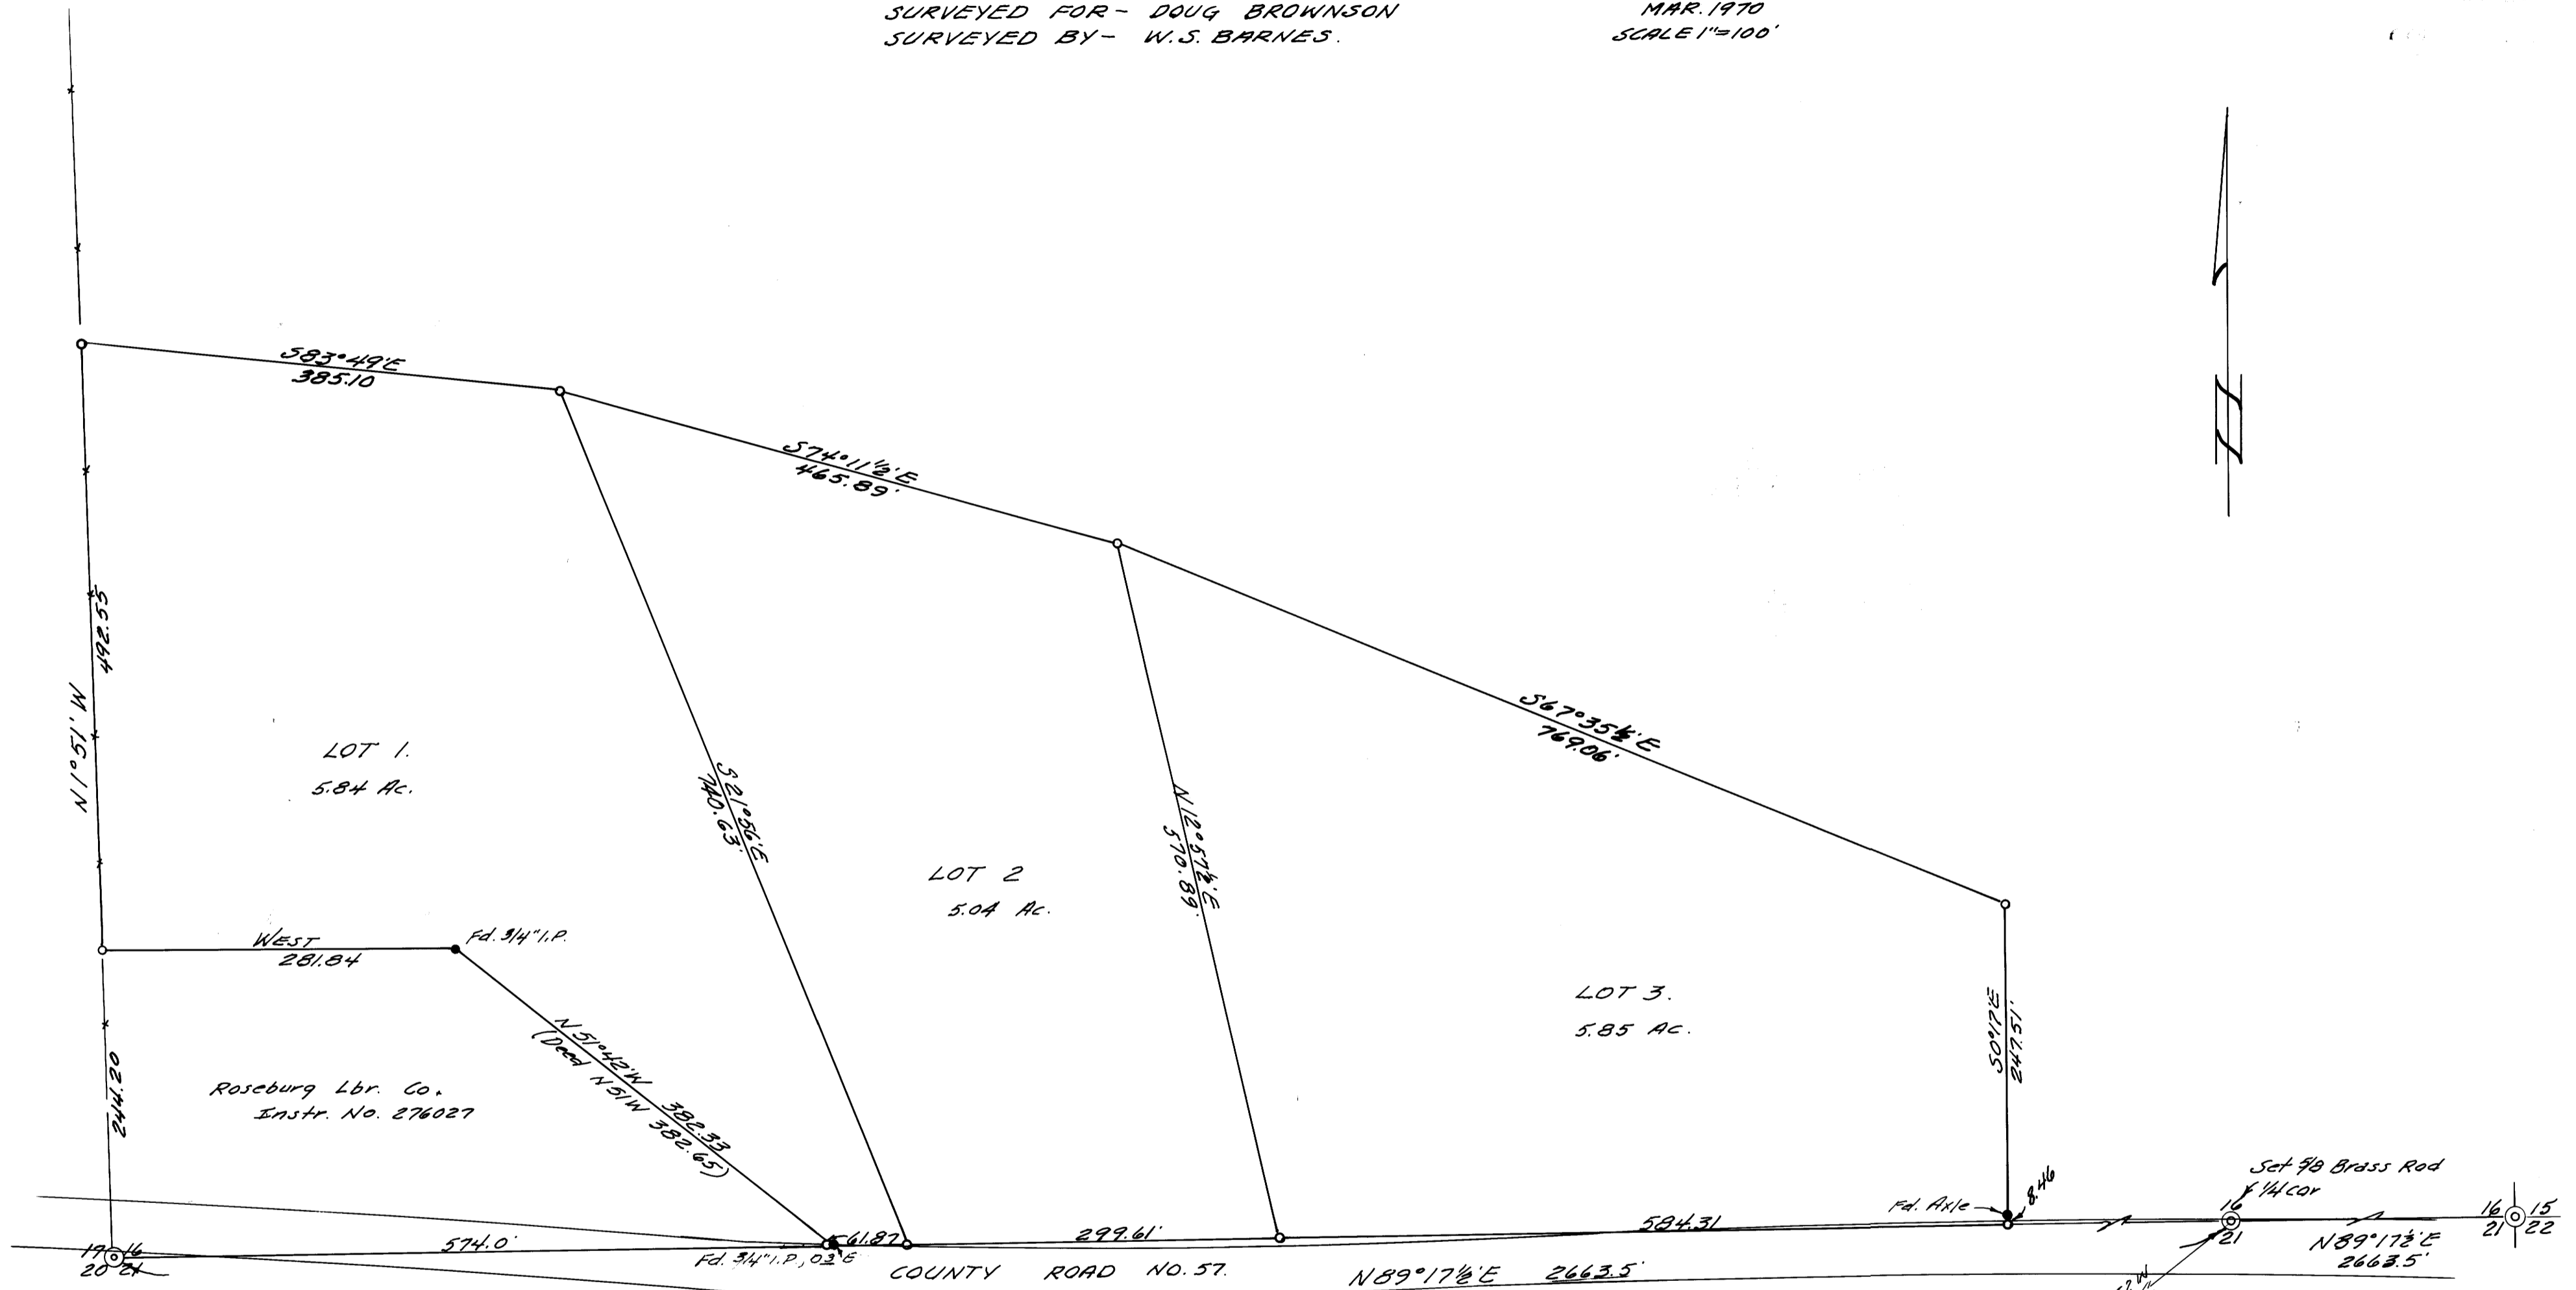 SURVEYED FOR- DOUG BROWNSON
SURVEYED BY- W.S. BARNES.
MAR. 1970
SCALE 1"=100'
S83°49'E
385.10
S74°11½'E
465.89'
S67°35½'E
769.06'
492.55
N1°51'W
LOT 1.
5.84 Ac.
S21°56'E
740.63'
LOT 2
5.04 Ac.
N12°57½'E
570.89'
LOT 3.
5.85 Ac.
S0°17'E
247.51'
WEST
281.84
Fd. 3/4" I.P.
N51°42'W 382.33
(Deed N51W 382.65)
Roseburg Lbr. Co.
Instr. No. 276027
244.20
Set 5/8 Brass Rod
1/4 cor
8.46
Fd. Axle
16
21
16 15
21 22
17 16
20 21
574.0'
61.87
299.61'
584.31
Fd. 3/4" I.P.,
COUNTY ROAD NO. 57.
N89°17½'E 2663.5'
N89°17½'E
2663.5'